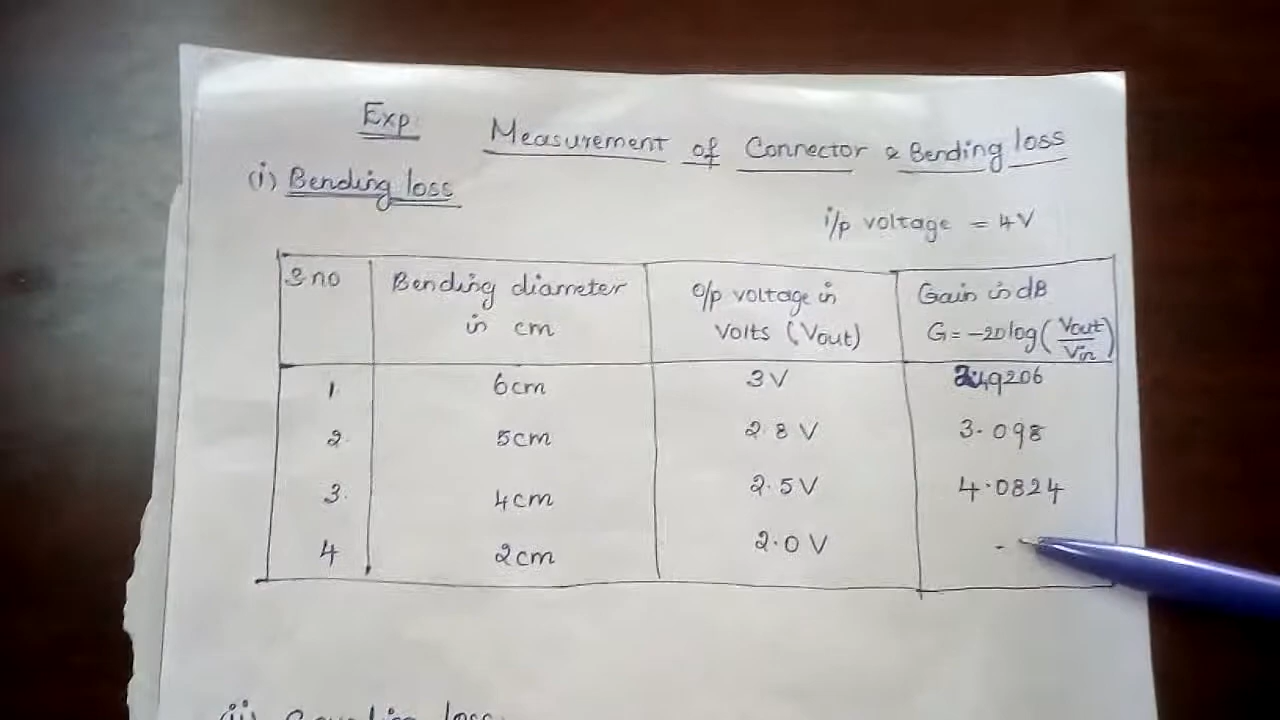 Exp Measurement of Connector & Bending loss
(i) Bending loss
i/p voltage = 4V
S.no Bending diameter in cm o/p voltage in Volts (Vout) Gain in dB G = -20log(Vout/Vin)
1. 6cm 3V
2. 5cm 2.8V 3.098
3. 4cm 2.5V 4.0824
4 2cm 2.0V -
(ii) loss